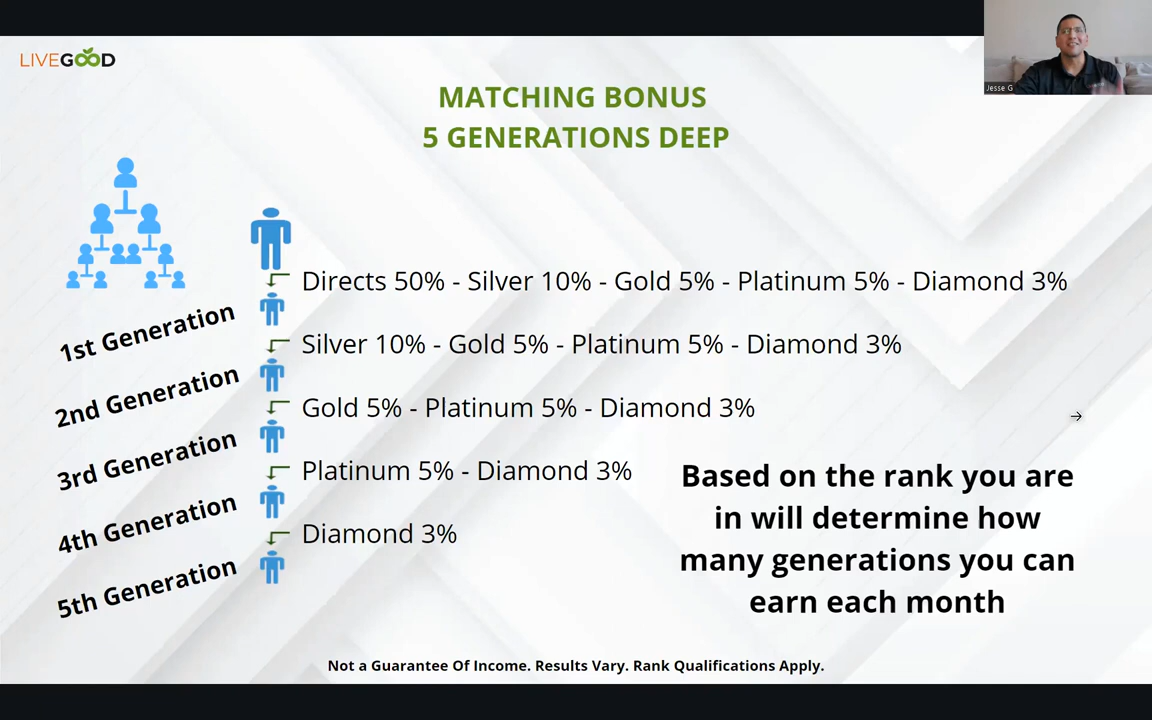 LIVEGOOD
Jesse G
MATCHING BONUS
5 GENERATIONS DEEP
Directs 50% - Silver 10% - Gold 5% - Platinum 5% - Diamond 3%
1st Generation
Silver 10% - Gold 5% - Platinum 5% - Diamond 3%
2nd Generation
Gold 5% - Platinum 5% - Diamond 3%
3rd Generation
Platinum 5% - Diamond 3%
4th Generation
Diamond 3%
5th Generation
Based on the rank you are
in will determine how
many generations you can
earn each month
Not a Guarantee Of Income. Results Vary. Rank Qualifications Apply.